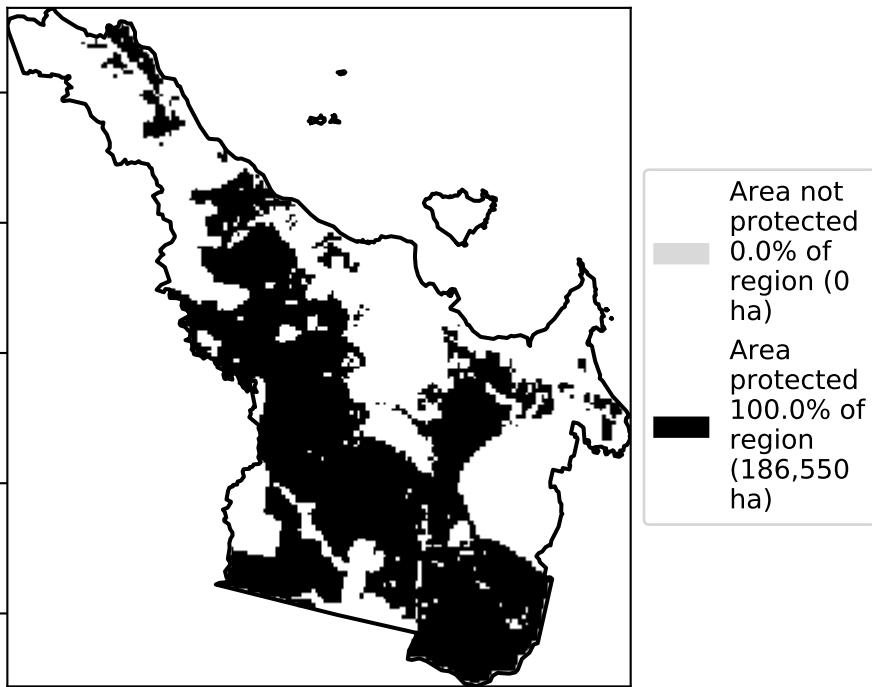 Area not
protected
0.0% of
region (0
ha)
Area
protected
100.0% of
region
(186,550
ha)